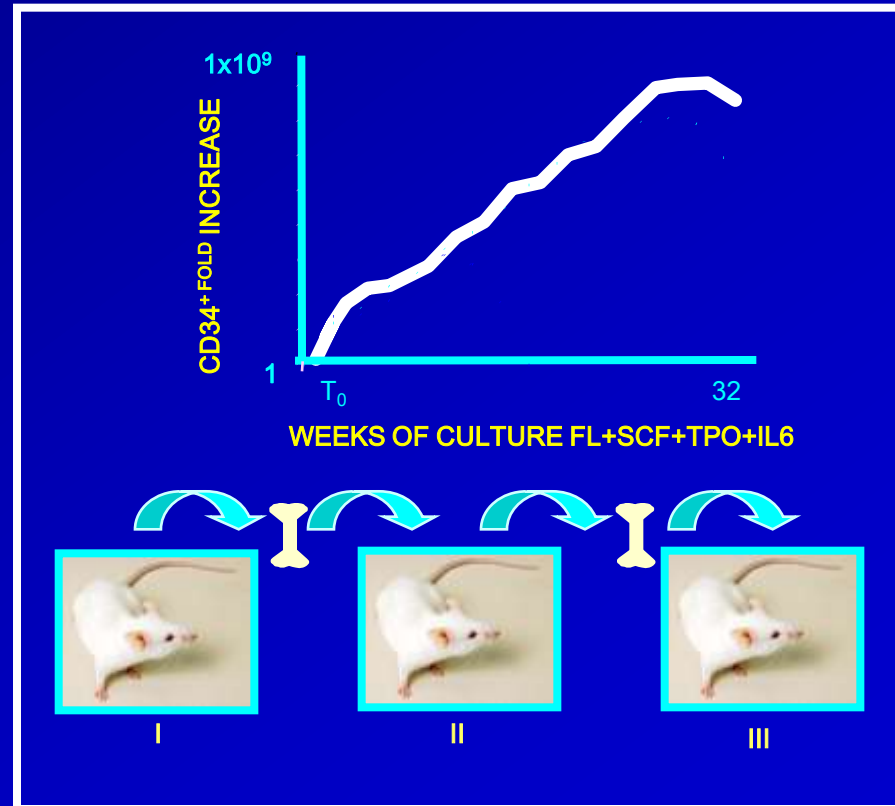 1x10⁹
CD34⁺ FOLD INCREASE
1
T₀
32
WEEKS OF CULTURE FL+SCF+TPO+IL6
I
II
III